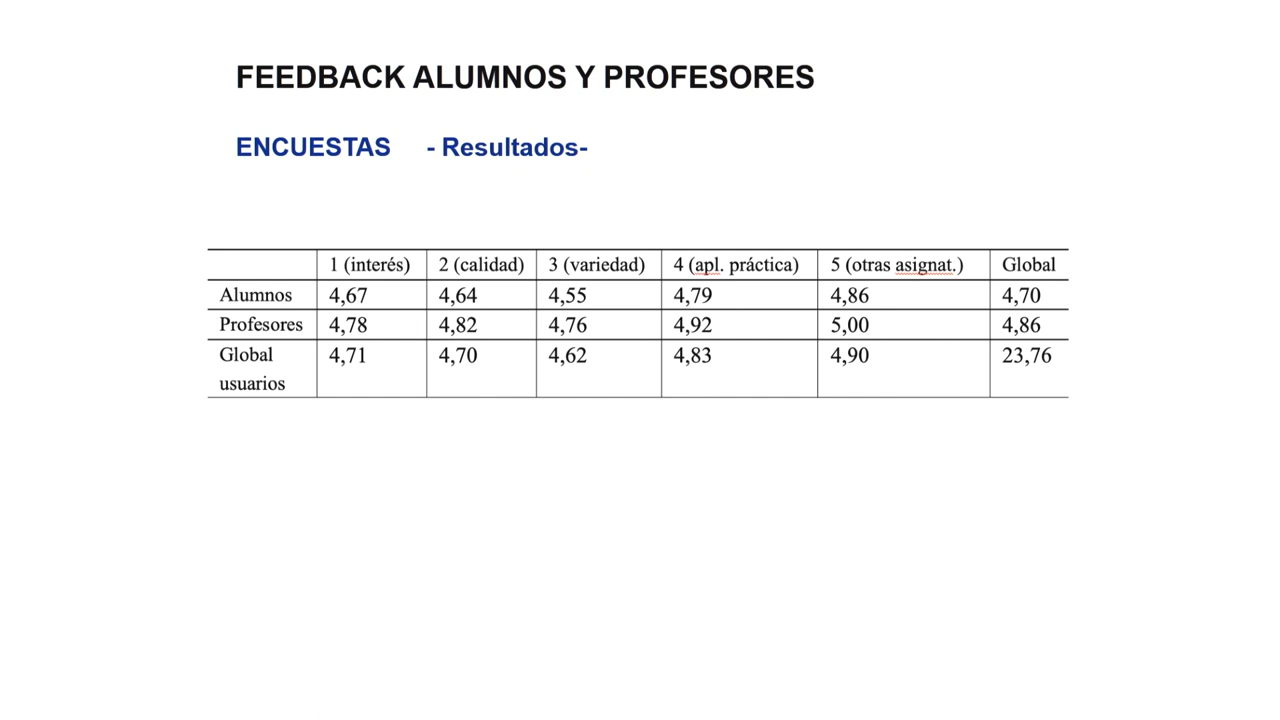 FEEDBACK ALUMNOS Y PROFESORES
ENCUESTAS - Resultados-
1 (interés) 2 (calidad) 3 (variedad) 4 (apl. práctica) 5 (otras asignat.) Global
Alumnos 4,67 4,64 4,55 4,79 4,86 4,70
Profesores 4,78 4,82 4,76 4,92 5,00 4,86
Global 4,71 4,70 4,62 4,83 4,90 23,76
usuarios